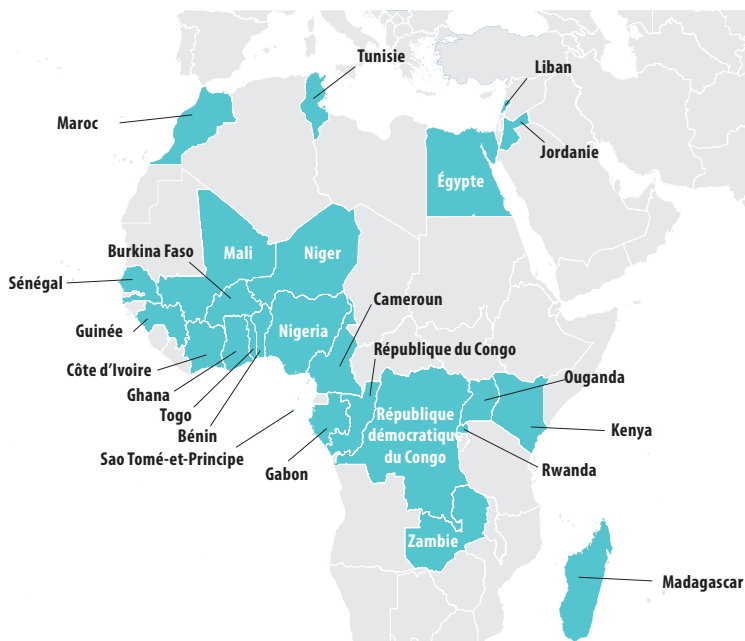 Tunisie
Liban
Maroc
Jordanie
Égypte
Burkina Faso
Mali
Niger
Sénégal
Cameroun
Guinée
Nigeria
République du Congo
Côte d'Ivoire
Ouganda
Ghana
Togo
République
démocratique
du Congo
Bénin
Kenya
Sao Tomé-et-Principe
Gabon
Rwanda
Zambie
Madagascar